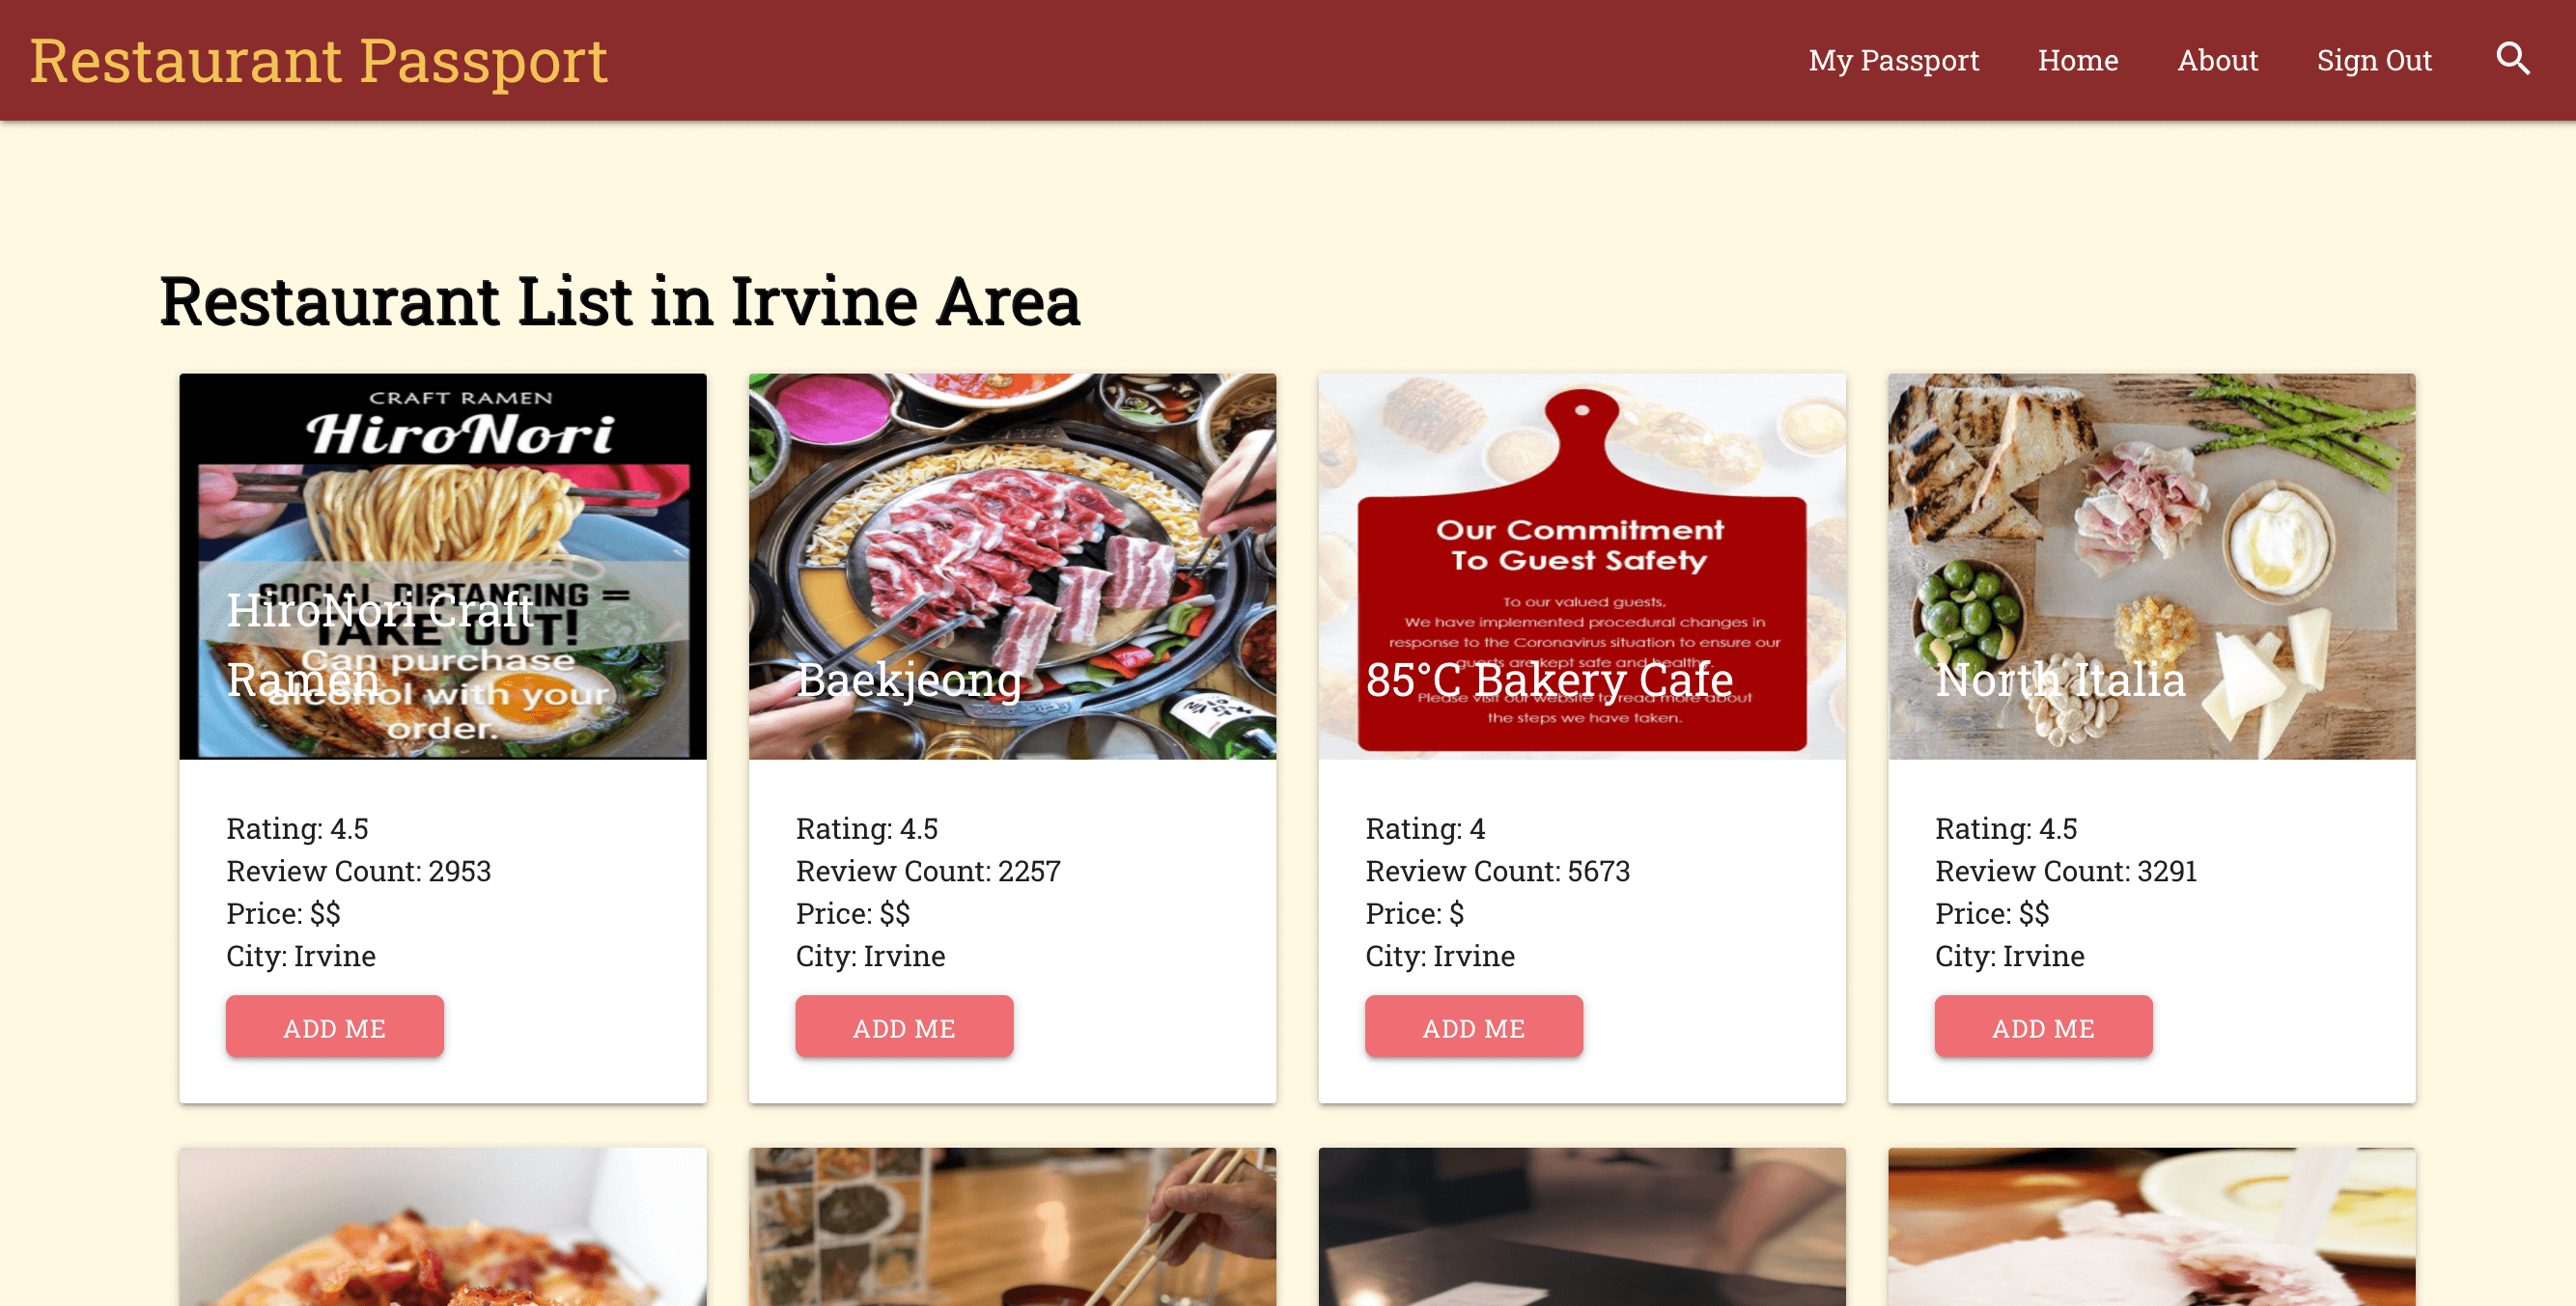 Restaurant Passport
My Passport
Home
About
Sign Out
Restaurant List in Irvine Area
CRAFT RAMEN
HiroNori
SOCIAL DISTANCING =
TAKE OUT!
Can purchase
alcohol with your
order.
HiroNori Craft
Ramen
Rating: 4.5
Review Count: 2953
Price: $$
City: Irvine
ADD ME
Baekjeong
Rating: 4.5
Review Count: 2257
Price: $$
City: Irvine
ADD ME
Our Commitment
To Guest Safety
To our valued guests,
We have implemented procedural changes in
response to the Coronavirus situation to ensure our
guests are kept safe and healthy.
Please visit our website to read more about
the steps we have taken.
85°C Bakery Cafe
Rating: 4
Review Count: 5673
Price: $
City: Irvine
ADD ME
North Italia
Rating: 4.5
Review Count: 3291
Price: $$
City: Irvine
ADD ME